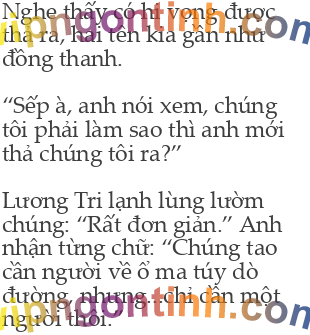 Nghe thấy có hi vọng được
thả ra, hai tên kia gần như
đồng thanh.
“Sếp à, anh nói xem, chúng
tôi phải làm sao thì anh mới
thả chúng tôi ra?”
Lương Tri lạnh lùng lườm
chúng: “Rất đơn giản.” Anh
nhận từng chữ: “Chúng tao
cần người về ổ ma túy dò
đường, nhưng...chỉ cần một
người thôi.
vipngontinh.com
vipngontinh.com